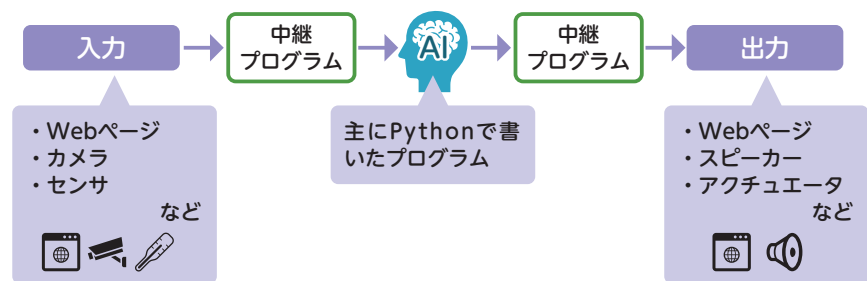 入力
中継
プログラム
AI
中継
プログラム
出力
・Webページ
・カメラ
・センサ
など
主にPythonで書
いたプログラム
・Webページ
・スピーカー
・アクチュエータ
など